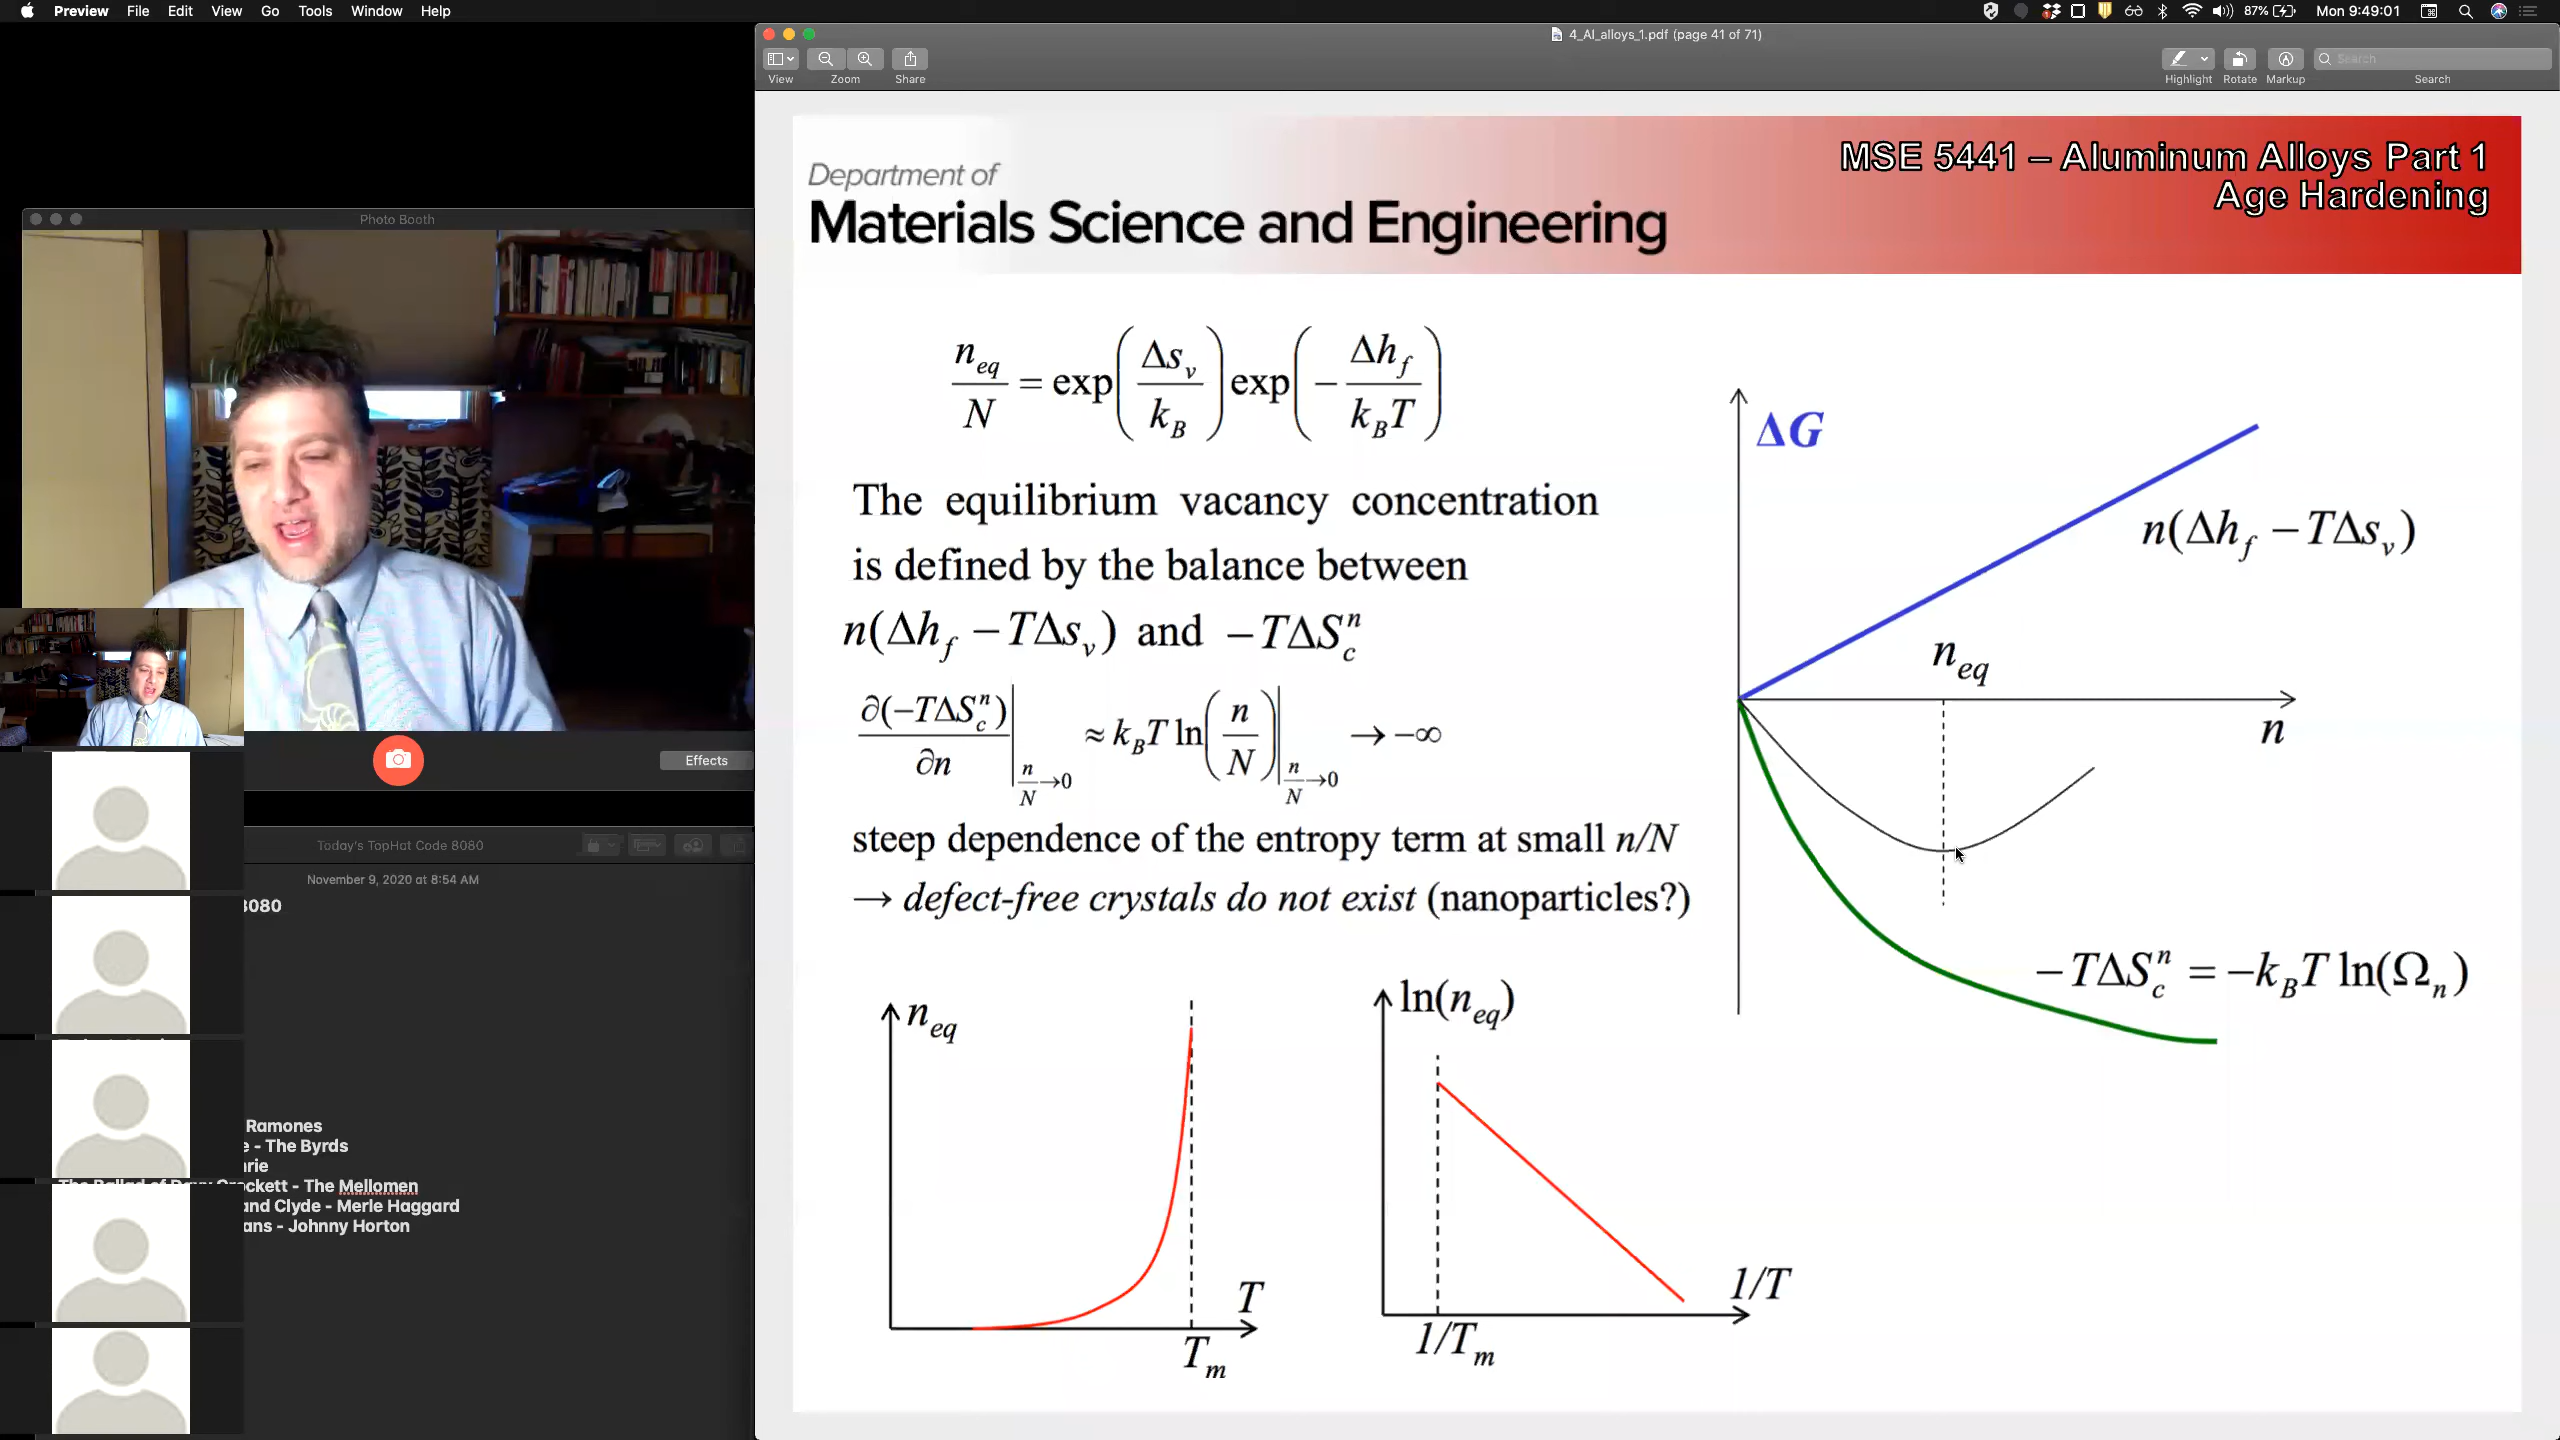 Preview File Edit View Go Tools Window Help
87% Mon 9:49:01
4_Al_alloys_1.pdf (page 41 of 71)
View Zoom Share Highlight Rotate Markup Search
Search
Photo Booth
Effects
Today's TopHat Code 8080
November 9, 2020 at 8:54 AM
8080
Ramones
- The Byrds
Crockett - The Mellomen
and Clyde - Merle Haggard
- Johnny Horton
Department of
Materials Science and Engineering
MSE 5441 – Aluminum Alloys Part 1
Age Hardening
n_eq / N = exp(Δs_v / k_B) exp(− Δh_f / k_B T)
The equilibrium vacancy concentration
is defined by the balance between
n(Δh_f − TΔs_v) and −TΔS_c^n
∂(−TΔS_c^n)/∂n |_{n/N→0} ≈ k_B T ln(n/N) |_{n/N→0} → −∞
steep dependence of the entropy term at small n/N
→ defect-free crystals do not exist (nanoparticles?)
ΔG
n(Δh_f − TΔs_v)
n_eq
n
−TΔS_c^n = −k_B T ln(Ω_n)
n_eq
T
T_m
ln(n_eq)
1/T
1/T_m